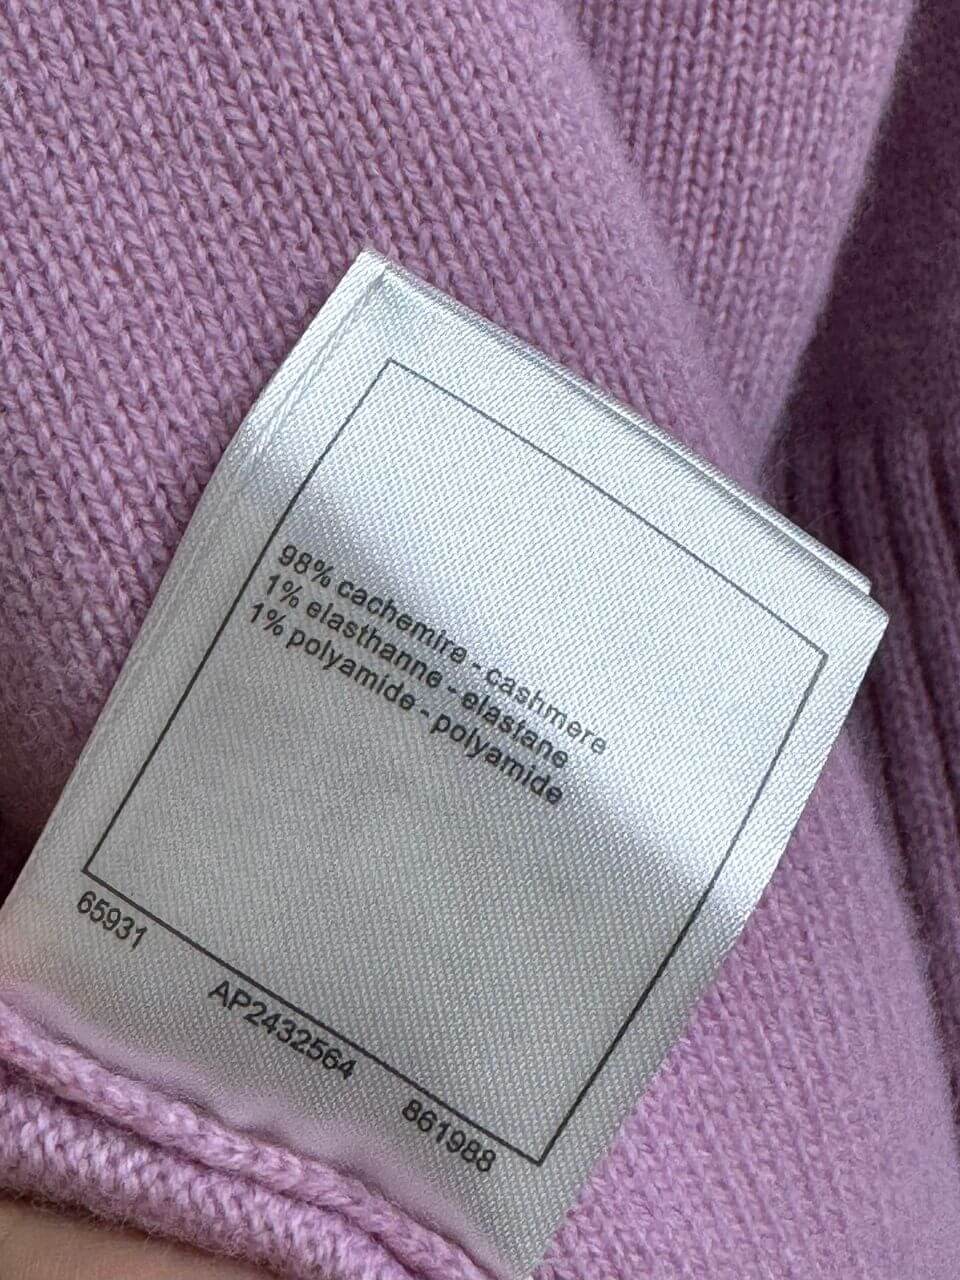 98% cachemire - cashmere
1% elasthanne - elastane
1% polyamide - polyamide
65931
AP2432564
861988